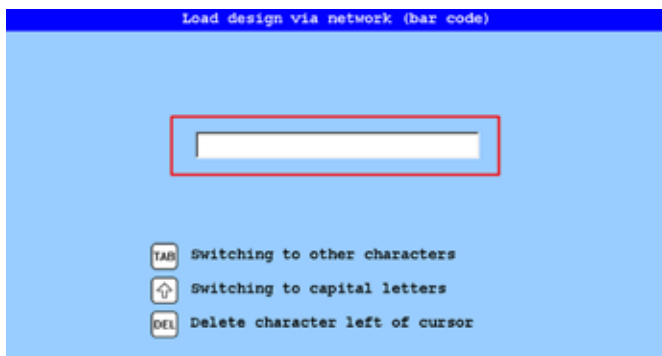 Load design via network (bar code)
TAB Switching to other characters
Switching to capital letters
DEL Delete character left of cursor